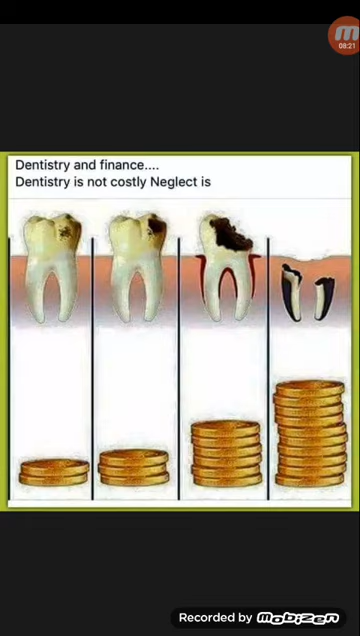 m
08:21
Dentistry and finance....
Dentistry is not costly Neglect is
Recorded by Mobizen